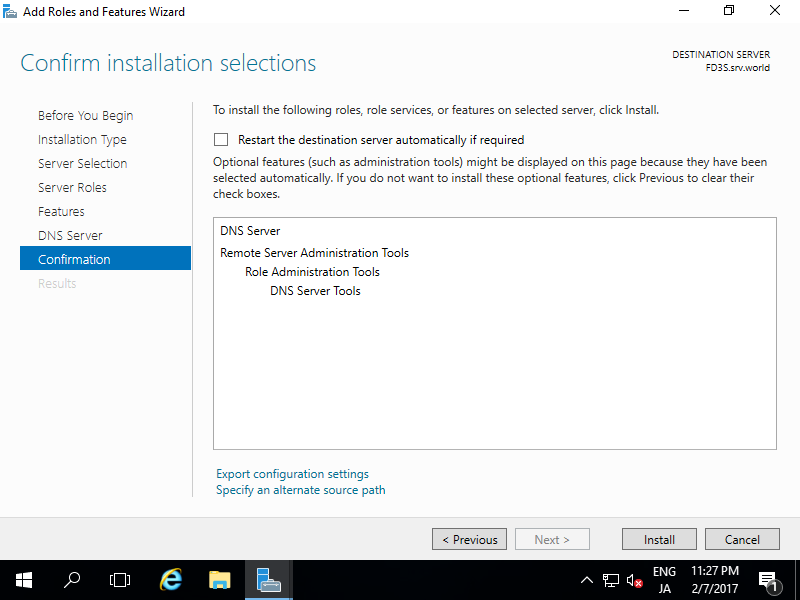 Add Roles and Features Wizard
Confirm installation selections
DESTINATION SERVER
FD3S.srv.world
Before You Begin
Installation Type
Server Selection
Server Roles
Features
DNS Server
Confirmation
Results
To install the following roles, role services, or features on selected server, click Install.
Restart the destination server automatically if required
Optional features (such as administration tools) might be displayed on this page because they have been
selected automatically. If you do not want to install these optional features, click Previous to clear their
check boxes.
DNS Server
Remote Server Administration Tools
Role Administration Tools
DNS Server Tools
Export configuration settings
Specify an alternate source path
< Previous
Next >
Install
Cancel
ENG
JA
11:27 PM
2/7/2017
1